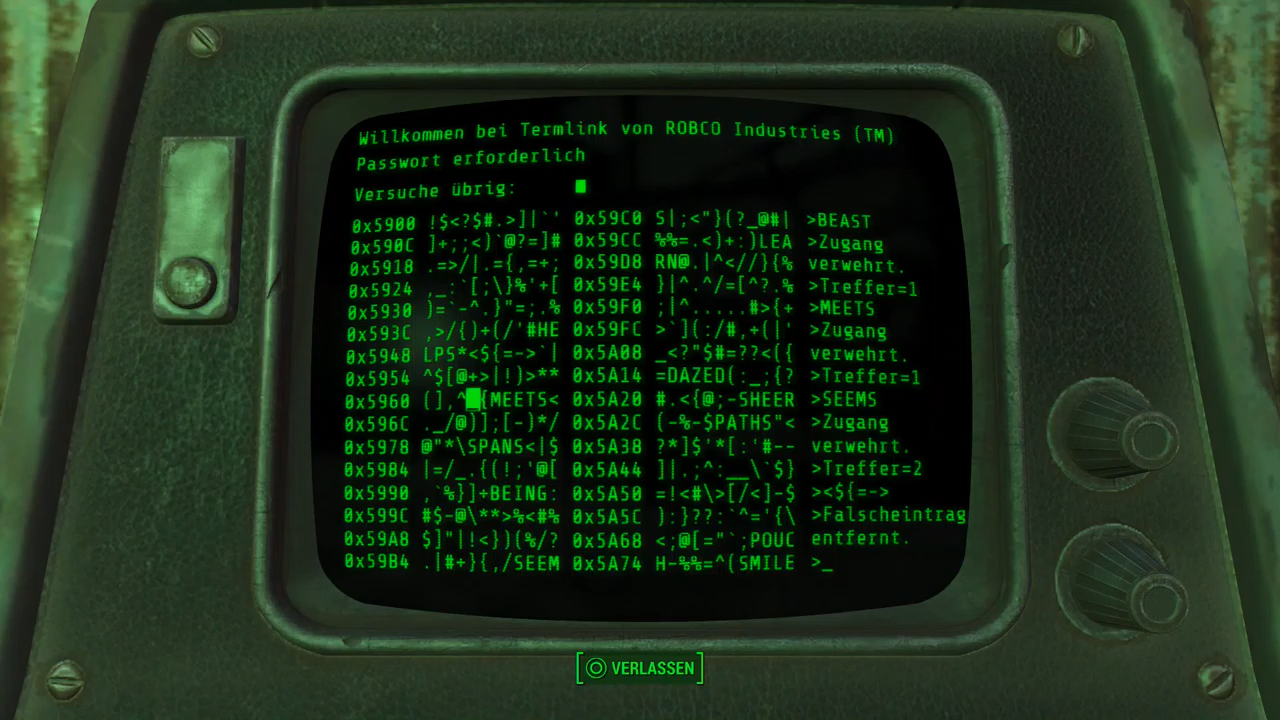 Willkommen bei Termlink von ROBCO Industries (TM)
Passwort erforderlich
Versuche übrig:
0x5900 !$<?$#.>]|`' 0x59C0 S|;<"}(?_@#| >BEAST
0x590C ]+;;<)`@?=]# 0x59CC %%=.<)+:)LEA >Zugang
0x5918 .=>/|.={,=+; 0x59D8 RN@.|^<//}{% verwehrt.
0x5924 ,_:`[;\}%'+[ 0x59E4 }|^.^/=[^?.% >Treffer=1
0x5930 )=`-^.}"=;.% 0x59F0 ;|^.....#>{+ >MEETS
0x593C ,>/()+(/'#HE 0x59FC >`](:/#,+(|' >Zugang
0x5948 LPS*<${=->`| 0x5A08 _<?"$#=??<({ verwehrt.
0x5954 ^$[@+>|!)>** 0x5A14 =DAZED(:_;{? >Treffer=1
0x5960 (],^ {MEETS< 0x5A20 #.<{@;-SHEER >SEEMS
0x596C ._/@)];[-)*/ 0x5A2C (-%-$PATHS"< >Zugang
0x5978 @"*\SPANS<|$ 0x5A38 ?*]$'*[:'#-- verwehrt.
0x5984 |=/_.{(!;'@[ 0x5A44 ]|.;^:__\`$} >Treffer=2
0x5990 ,`%}]+BEING: 0x5A50 =!<#\>[/<]-$ ><${=->
0x599C #$-@\**>%<#% 0x5A5C ):}??:`^='{\ >Falscheintrag
0x59A8 $]"|!<})(%/? 0x5A68 <;@[="`;POUC entfernt.
0x59B4 .|#+}{,/SEEM 0x5A74 H-%%=^(SMILE >_
VERLASSEN